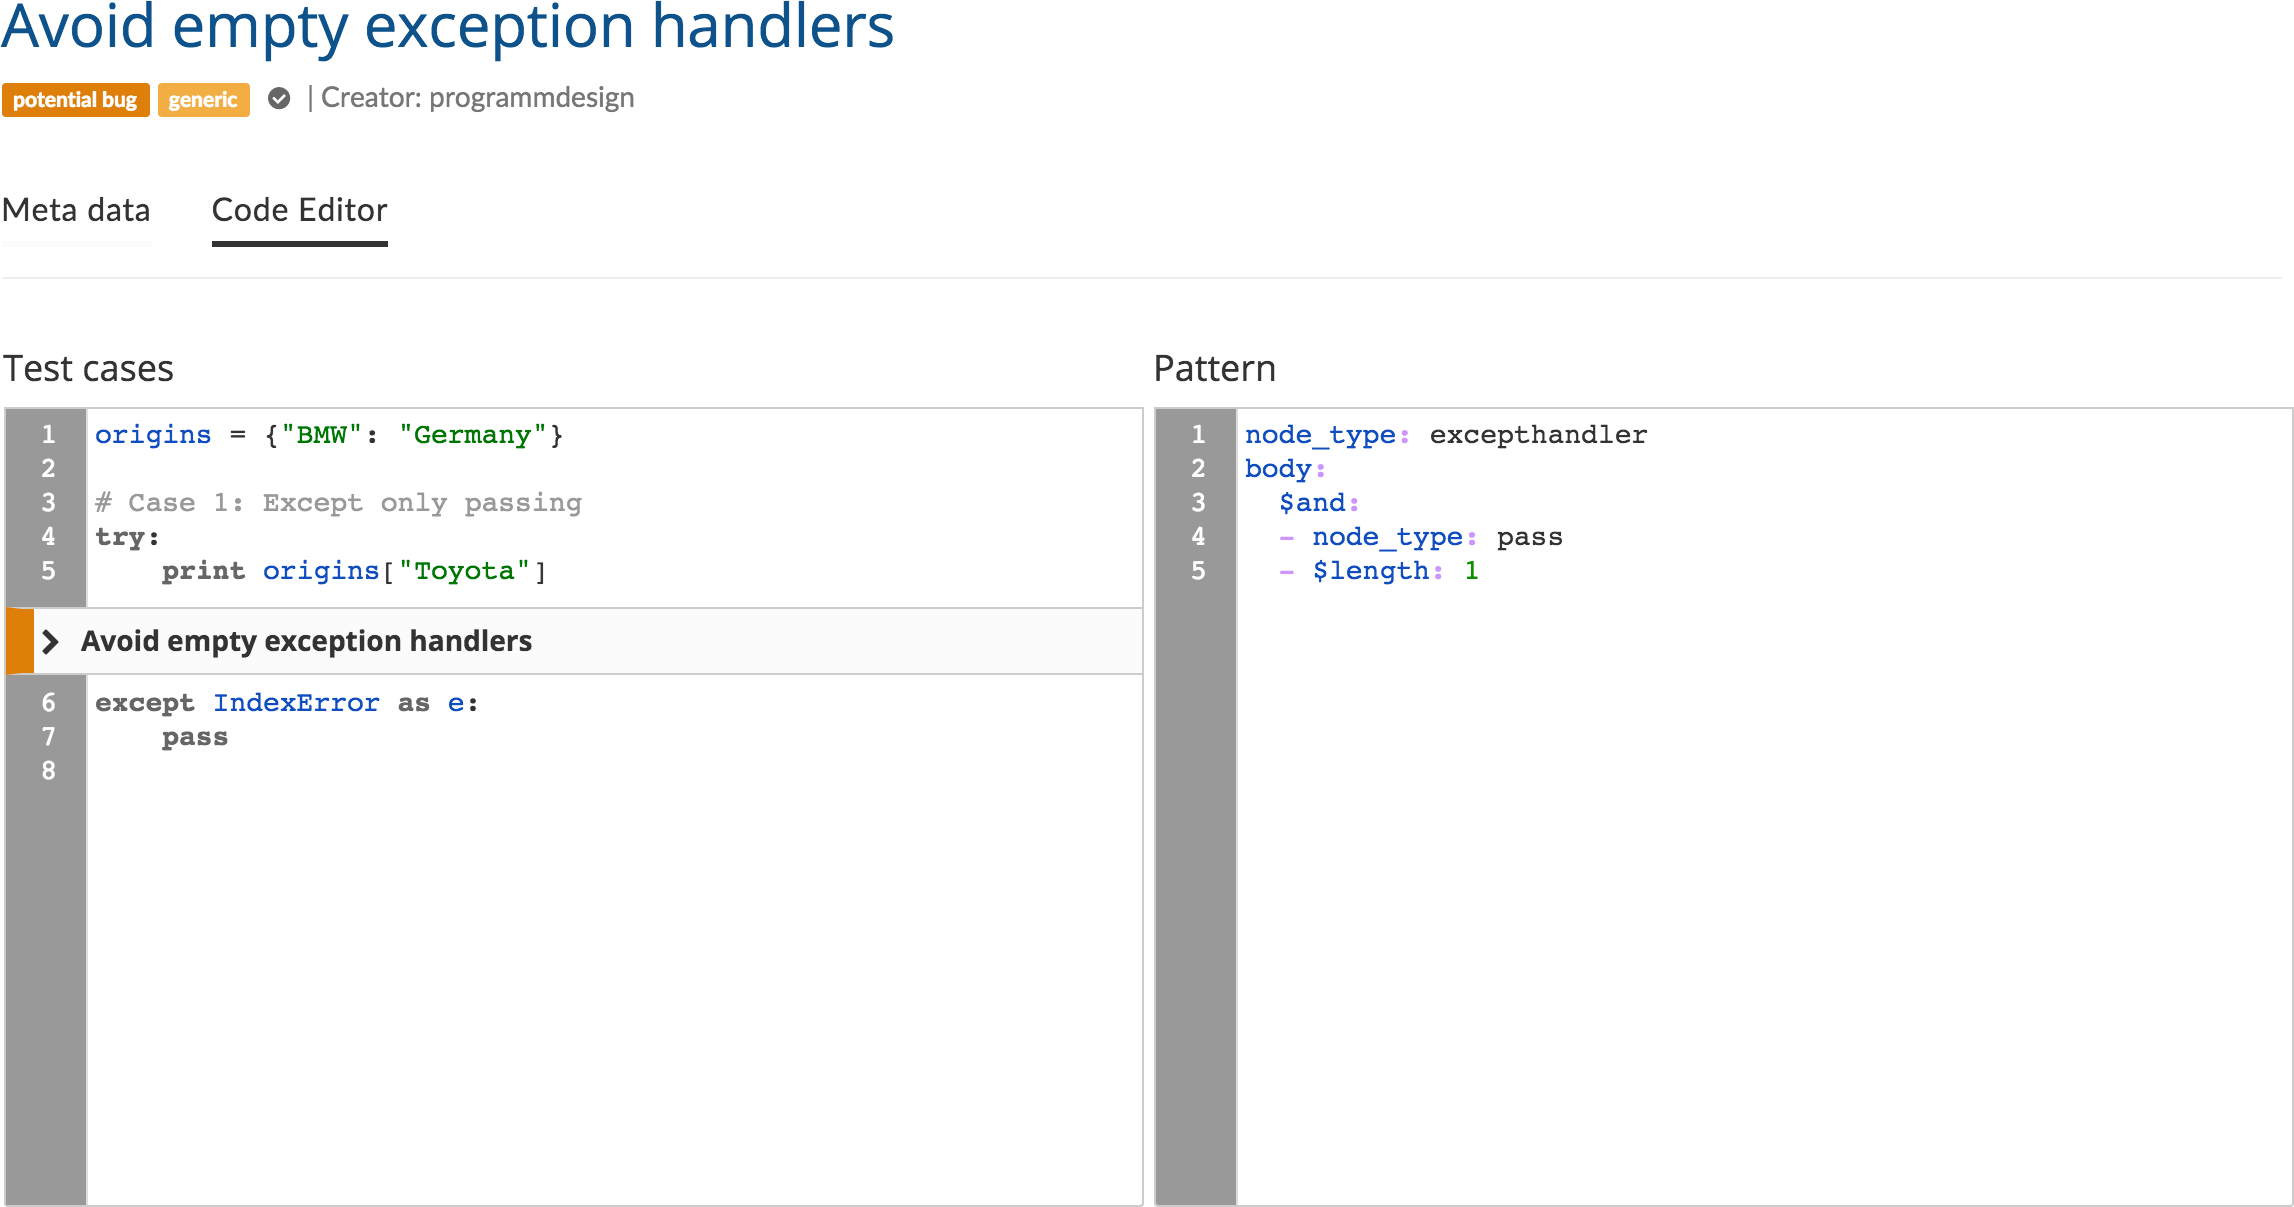 Avoid empty exception handlers
potential bug generic | Creator: programmdesign
Meta data Code Editor
Test cases
1 origins = {"BMW": "Germany"}
2
3 # Case 1: Except only passing
4 try:
5     print origins["Toyota"]
Avoid empty exception handlers
6 except IndexError as e:
7     pass
8
Pattern
1 node_type: excepthandler
2 body:
3   $and:
4   - node_type: pass
5   - $length: 1